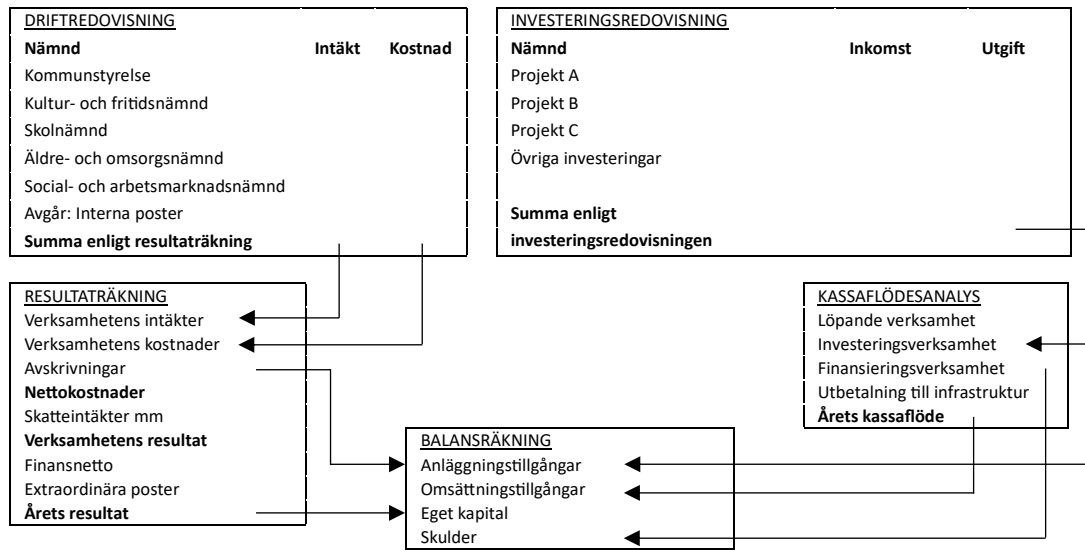 DRIFTREDOVISNING
Nämnd Intäkt Kostnad
Kommunstyrelse
Kultur- och fritidsnämnd
Skolnämnd
Äldre- och omsorgsnämnd
Social- och arbetsmarknadsnämnd
Avgår: Interna poster
Summa enligt resultaträkning
INVESTERINGSREDOVISNING
Nämnd Inkomst Utgift
Projekt A
Projekt B
Projekt C
Övriga investeringar
Summa enligt
investeringsredovisningen
RESULTATRÄKNING
Verksamhetens intäkter
Verksamhetens kostnader
Avskrivningar
Nettokostnader
Skatteintäkter mm
Verksamhetens resultat
Finansnetto
Extraordinära poster
Årets resultat
KASSAFLÖDESANALYS
Löpande verksamhet
Investeringsverksamhet
Finansieringsverksamhet
Utbetalning till infrastruktur
Årets kassaflöde
BALANSRÄKNING
Anläggningstillgångar
Omsättningstillgångar
Eget kapital
Skulder